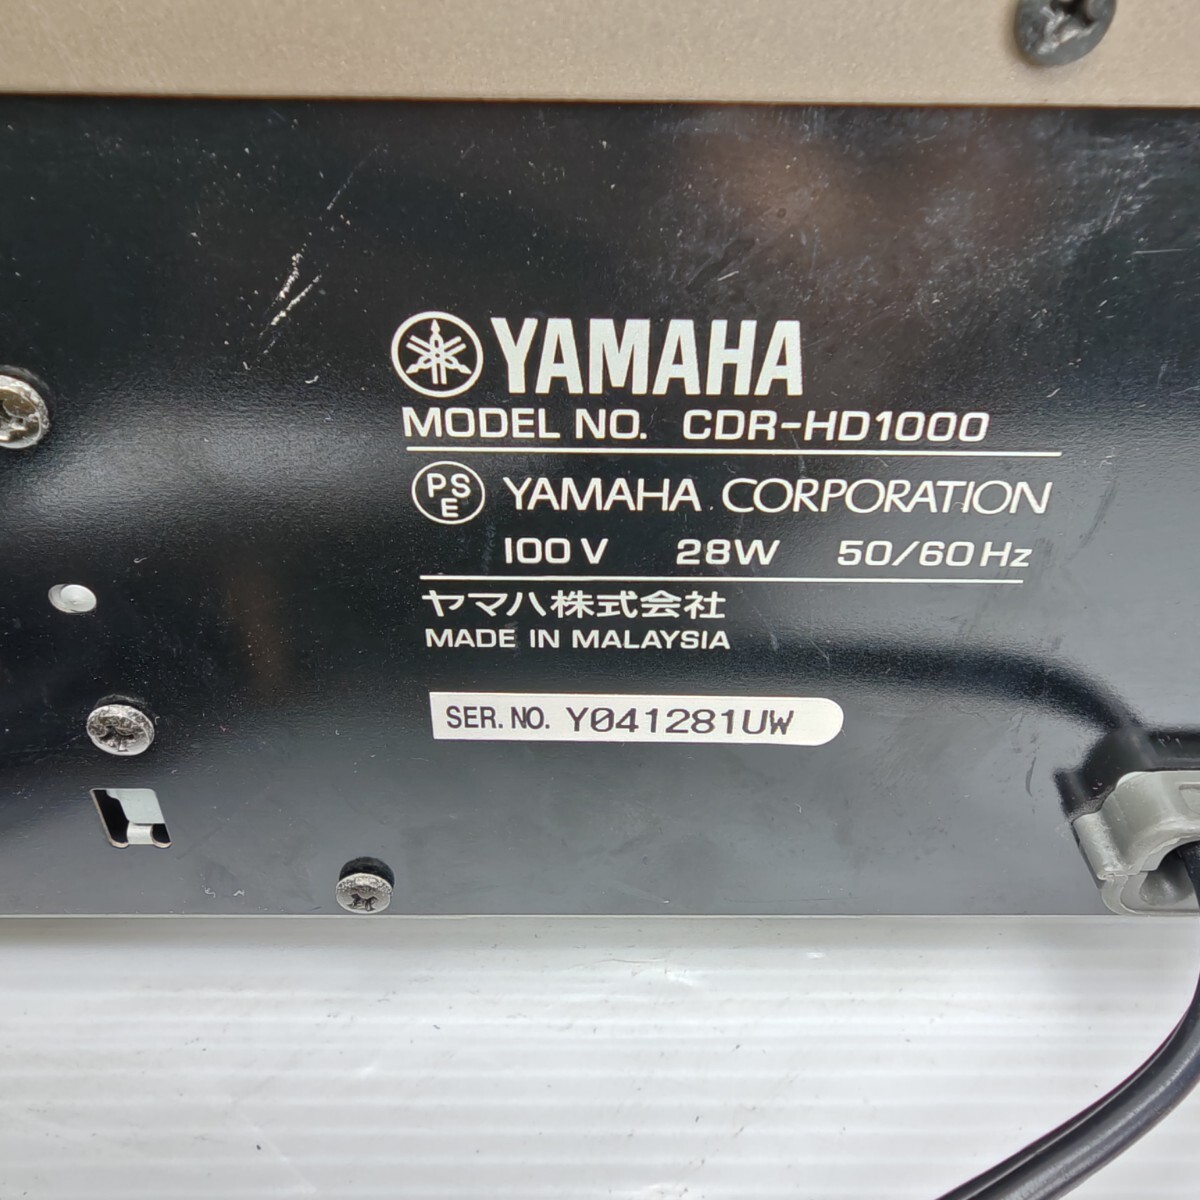 YAMAHA
MODEL NO. CDR-HD1000
PSE YAMAHA CORPORATION
100V 28W 50/60Hz
ヤマハ株式会社
MADE IN MALAYSIA
SER. NO. Y041281UW